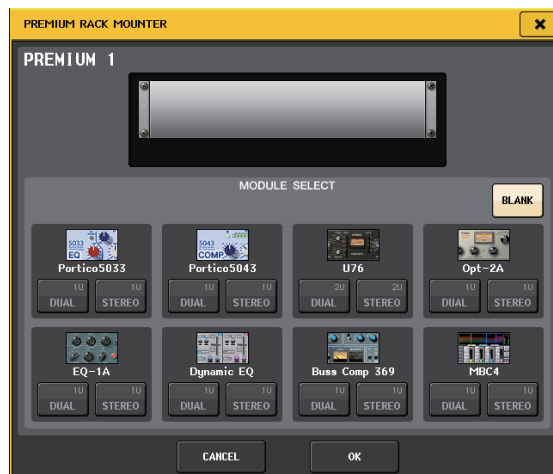 PREMIUM RACK MOUNTER
PREMIUM 1
MODULE SELECT
BLANK
5033 EQ
Portico5033
1U DUAL 1U STEREO
5043 COMP
Portico5043
1U DUAL 1U STEREO
U76
2U DUAL 2U STEREO
Opt-2A
1U DUAL 1U STEREO
EQ-1A
1U DUAL 1U STEREO
Dynamic EQ
1U DUAL 1U STEREO
Buss Comp 369
1U DUAL 1U STEREO
MBC4
1U DUAL 1U STEREO
CANCEL
OK